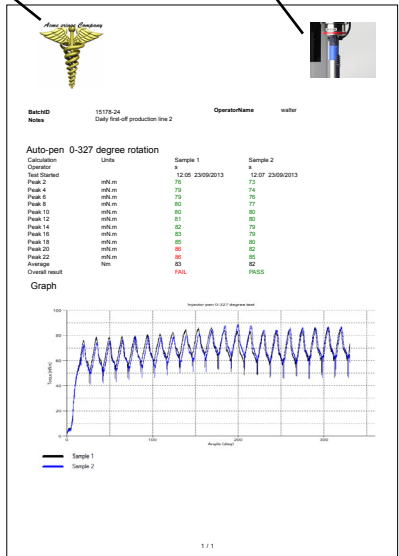 Acme syringe Company
BatchID 15178-24 OperatorName walter
Notes Daily first-off production line 2
Auto-pen 0-327 degree rotation
Calculation Units Sample 1 Sample 2
Operator s s
Test Started 12:05 23/09/2013 12:07 23/09/2013
Peak 2 mN.m 76 73
Peak 4 mN.m 79 74
Peak 6 mN.m 79 76
Peak 8 mN.m 80 77
Peak 10 mN.m 80 80
Peak 12 mN.m 81 80
Peak 14 mN.m 82 79
Peak 16 mN.m 83 79
Peak 18 mN.m 85 80
Peak 20 mN.m 86 82
Peak 22 mN.m 86 85
Average Nm 83 82
Overall result FAIL PASS
Graph
Injector pen 0-327 degree test
100
80
60
40
20
0
100
200
300
Angle (deg)
Sample 1
Sample 2
1 / 1